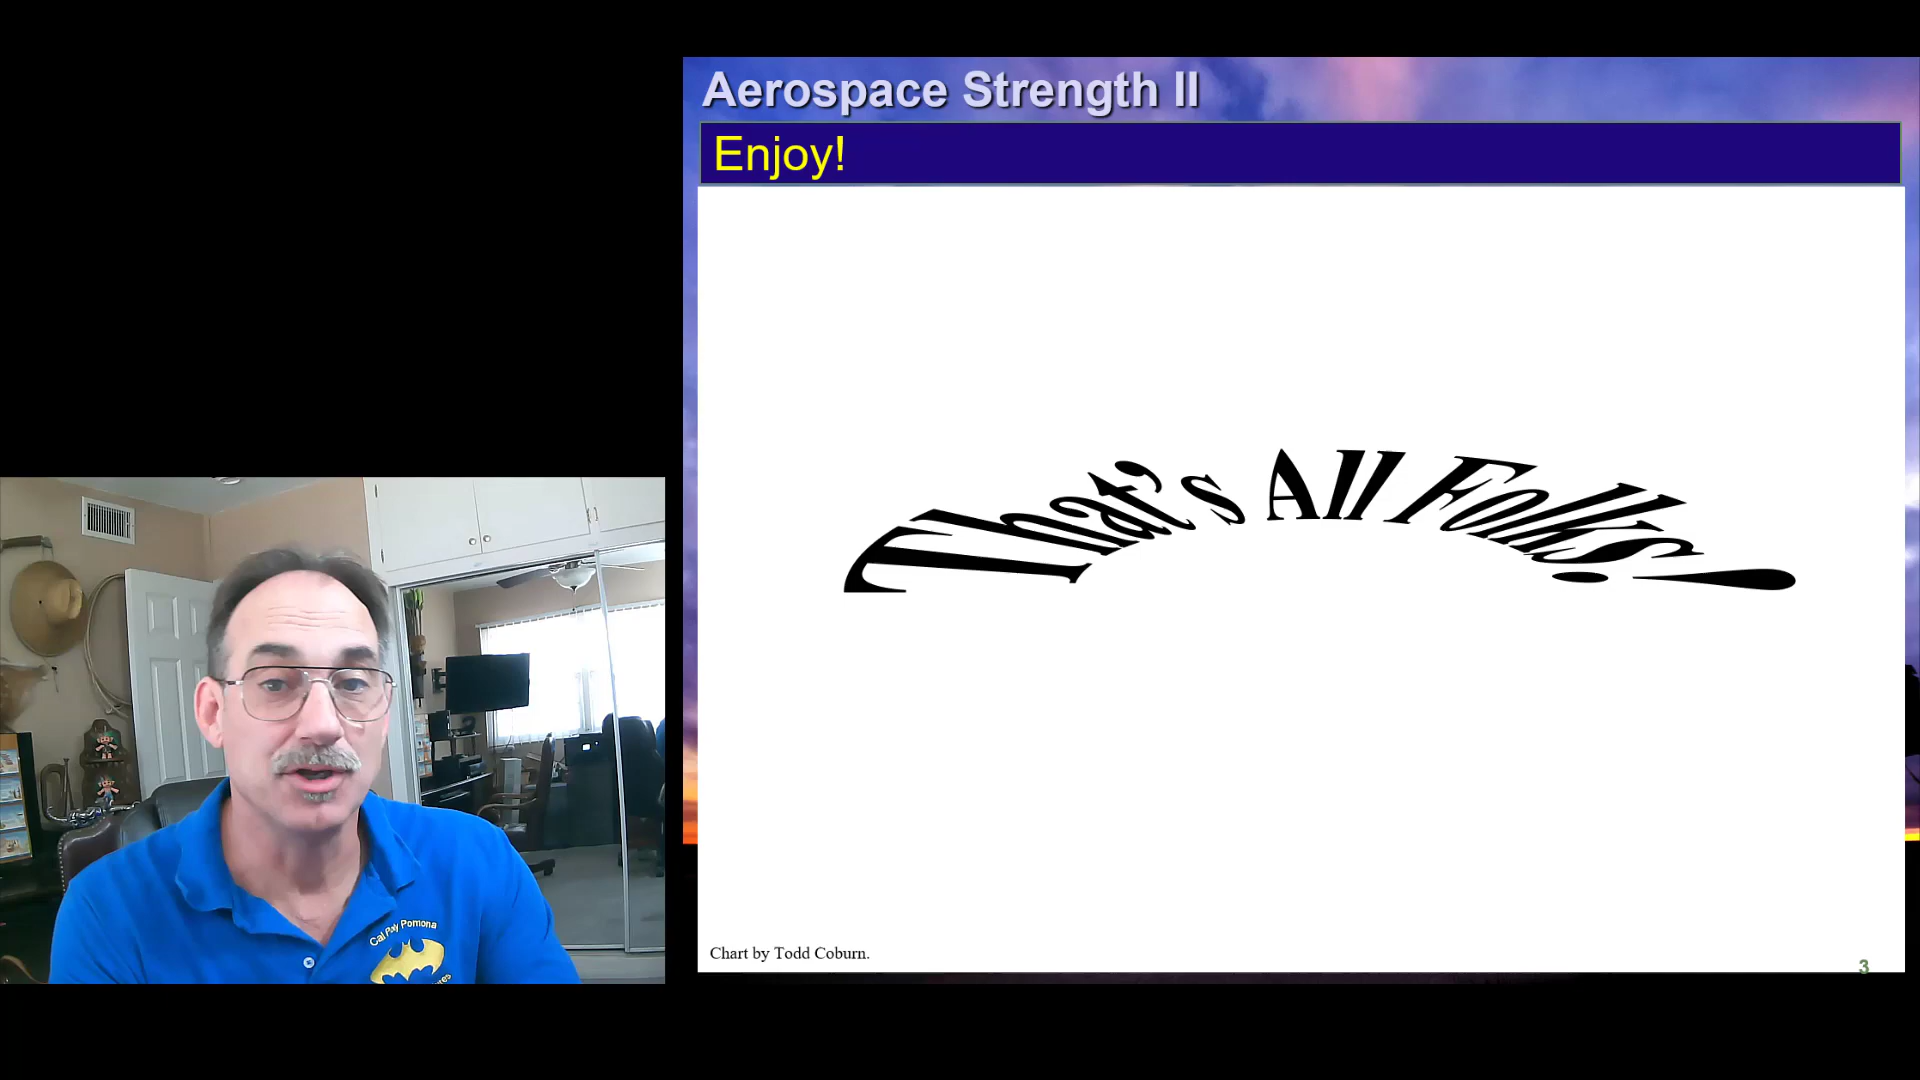 Aerospace Strength II
Enjoy!
That's All Folks!
Chart by Todd Coburn.
3
Cal Poly Pomona